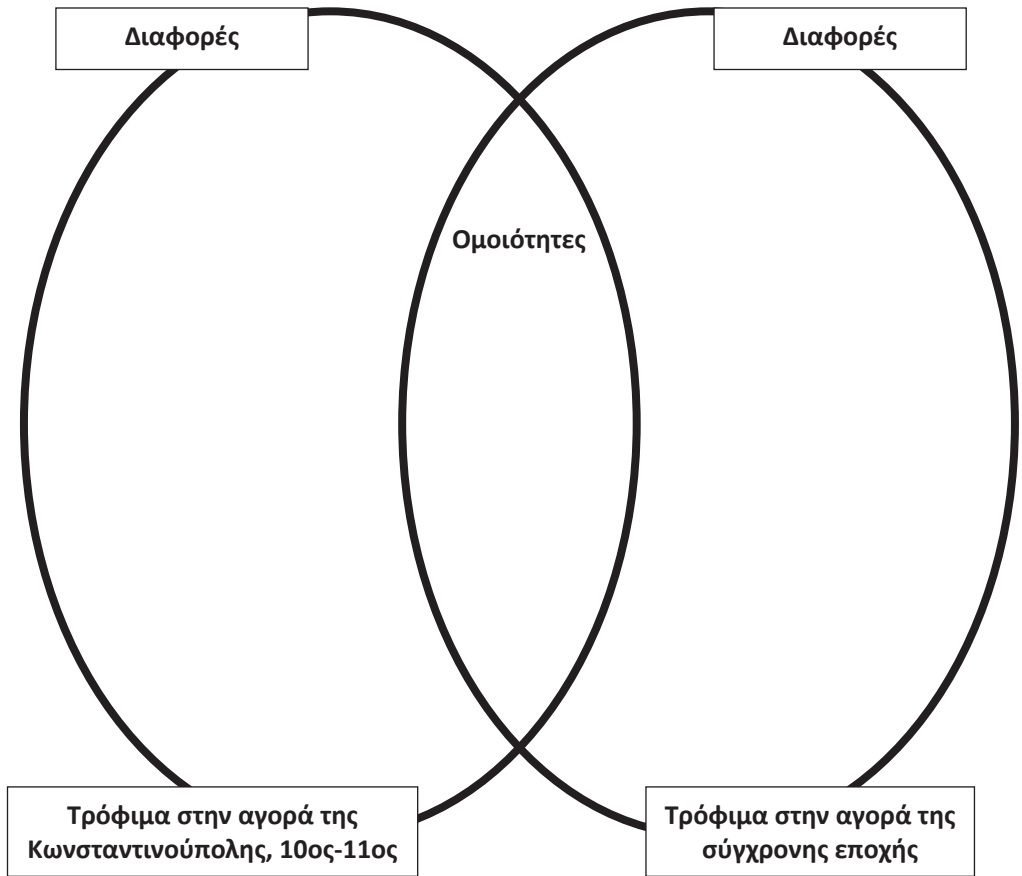 Διαφορές
Διαφορές
Ομοιότητες
Τρόφιμα στην αγορά της
Κωνσταντινούπολης, 10ος-11ος
Τρόφιμα στην αγορά της
σύγχρονης εποχής